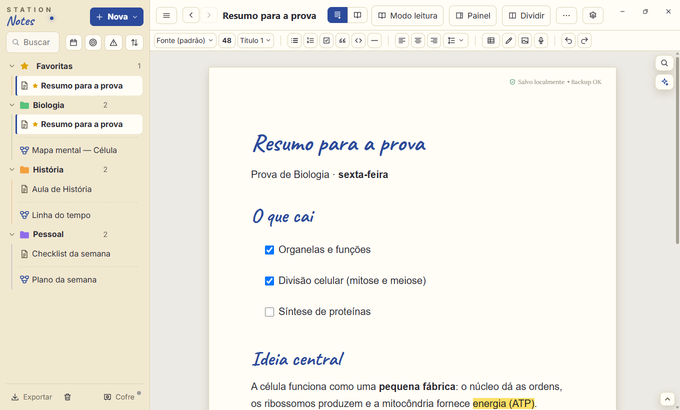 STATION
Notes
+ Nova
Buscar
Favoritas 1
★ Resumo para a prova
Biologia 2
★ Resumo para a prova
Mapa mental — Célula
História 2
Aula de História
Linha do tempo
Pessoal 2
Checklist da semana
Plano da semana
Exportar
Cofre
Resumo para a prova
Modo leitura
Painel
Dividir
Fonte (padrão)
48
Título 1
Salvo localmente • Backup OK
Resumo para a prova
Prova de Biologia · sexta-feira
O que cai
Organelas e funções
Divisão celular (mitose e meiose)
Síntese de proteínas
Ideia central
A célula funciona como uma pequena fábrica: o núcleo dá as ordens,
os ribossomos produzem e a mitocôndria fornece energia (ATP).